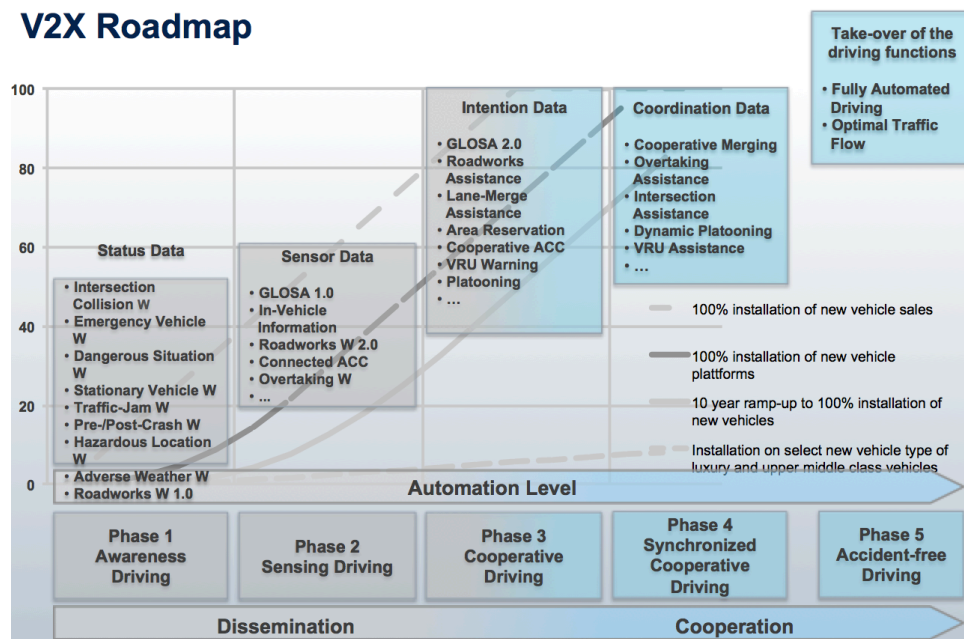 V2X Roadmap
Take-over of the
driving functions
• Fully Automated
Driving
• Optimal Traffic
Flow
100
80
60
40
20
0
Status Data
• Intersection
Collision W
• Emergency Vehicle
W
• Dangerous Situation
W
• Stationary Vehicle W
• Traffic-Jam W
• Pre-/Post-Crash W
• Hazardous Location
W
• Adverse Weather W
• Roadworks W 1.0
Sensor Data
• GLOSA 1.0
• In-Vehicle
Information
• Roadworks W 2.0
• Connected ACC
• Overtaking W
• ...
Intention Data
• GLOSA 2.0
• Roadworks
Assistance
• Lane-Merge
Assistance
• Area Reservation
• Cooperative ACC
• VRU Warning
• Platooning
• ...
Coordination Data
• Cooperative Merging
• Overtaking
Assistance
• Intersection
Assistance
• Dynamic Platooning
• VRU Assistance
• ...
100% installation of new vehicle sales
100% installation of new vehicle
plattforms
10 year ramp-up to 100% installation of
new vehicles
Installation on select new vehicle type of
luxury and upper middle class vehicles
Automation Level
Phase 1
Awareness
Driving
Phase 2
Sensing Driving
Phase 3
Cooperative
Driving
Phase 4
Synchronized
Cooperative
Driving
Phase 5
Accident-free
Driving
Dissemination
Cooperation